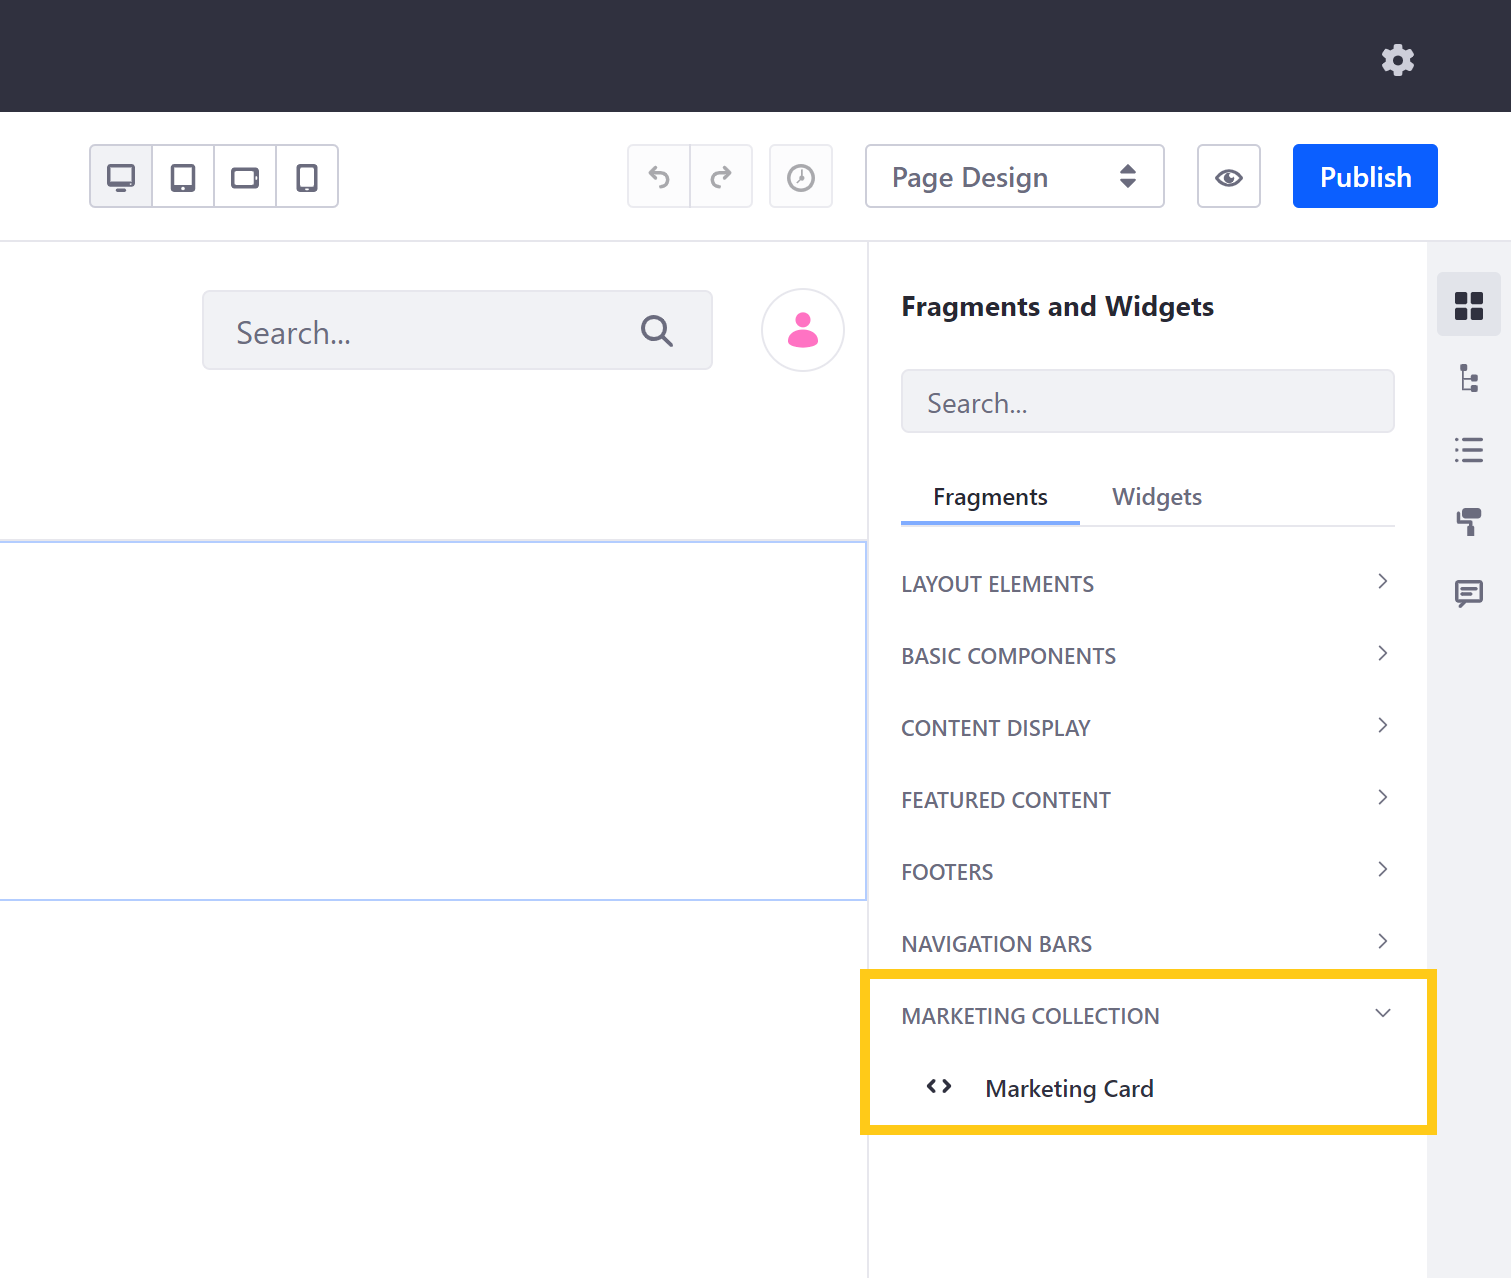 Page Design
Publish
Search...
Fragments and Widgets
Search...
Fragments
Widgets
LAYOUT ELEMENTS
BASIC COMPONENTS
CONTENT DISPLAY
FEATURED CONTENT
FOOTERS
NAVIGATION BARS
MARKETING COLLECTION
Marketing Card